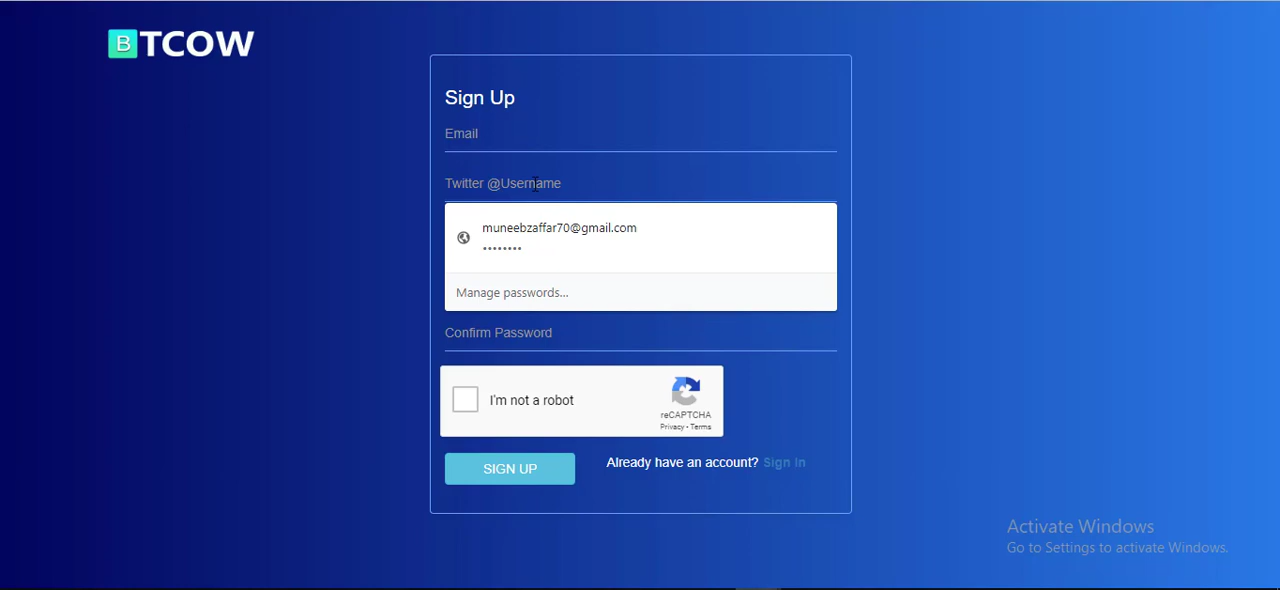 BTCOW
Sign Up
Email
Twitter @Username
muneebzaffar70@gmail.com
••••••••
Manage passwords...
Confirm Password
I'm not a robot
reCAPTCHA
Privacy - Terms
SIGN UP
Already have an account? Sign In
Activate Windows
Go to Settings to activate Windows.